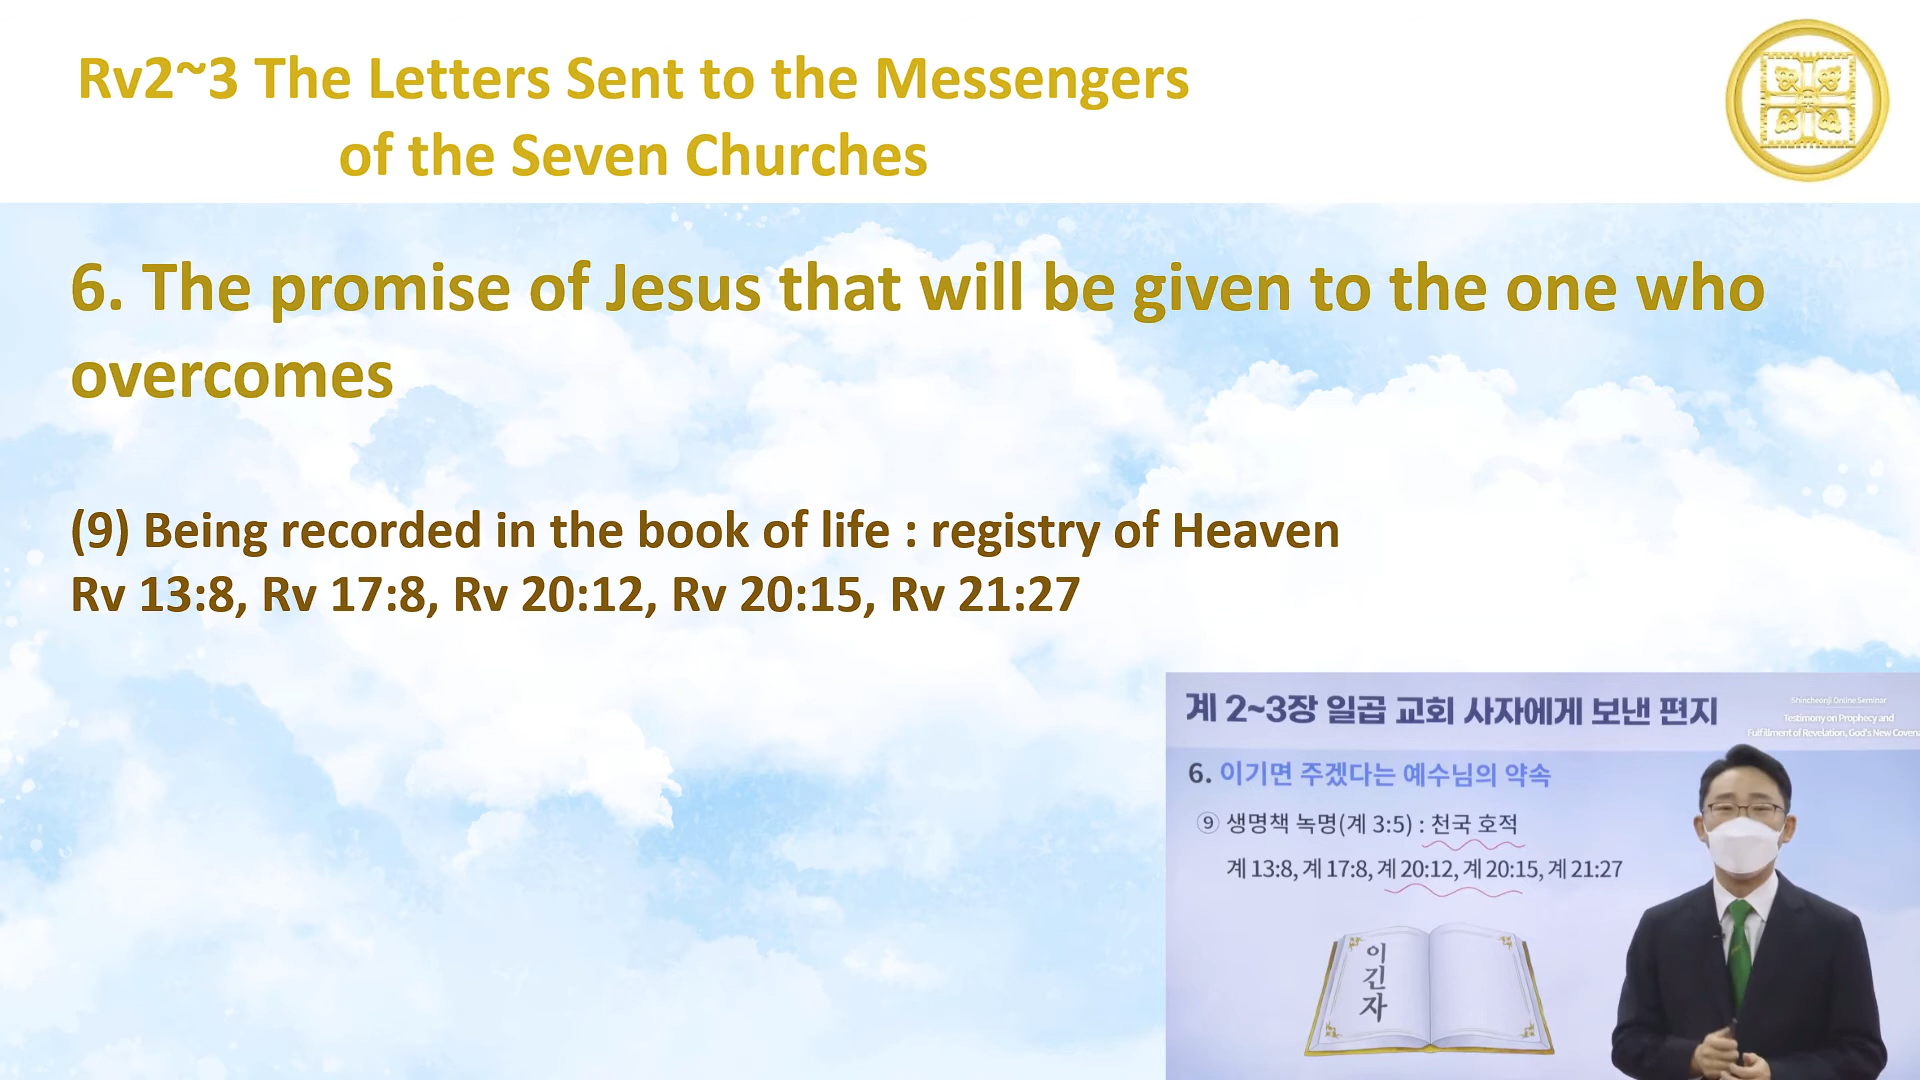 Rv2~3 The Letters Sent to the Messengers
of the Seven Churches
6. The promise of Jesus that will be given to the one who
overcomes
(9) Being recorded in the book of life : registry of Heaven
Rv 13:8, Rv 17:8, Rv 20:12, Rv 20:15, Rv 21:27
계 2~3장 일곱 교회 사자에게 보낸 편지
Shincheonji Online Seminar
Testimony on Prophecy and
Fulfillment of Revelation, God's New Covena
6. 이기면 주겠다는 예수님의 약속
⑨ 생명책 녹명(계 3:5) : 천국 호적
계 13:8, 계 17:8, 계 20:12, 계 20:15, 계 21:27
이긴자